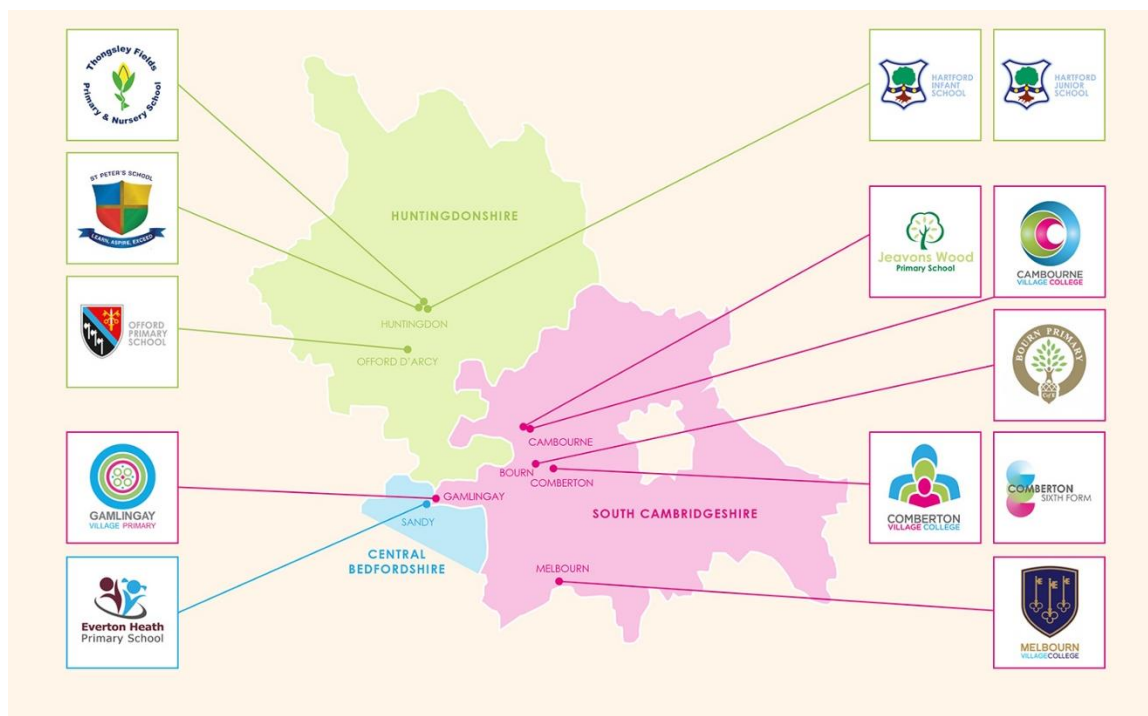 Thongsley Fields
Primary & Nursery School
ST PETER'S SCHOOL
LEARN, ASPIRE, EXCEED
OFFORD
PRIMARY
SCHOOL
GAMLINGAY
VILLAGE PRIMARY
Everton Heath
Primary School
HUNTINGDONSHIRE
HUNTINGDON
OFFORD D'ARCY
CAMBOURNE
BOURN
COMBERTON
GAMLINGAY
SANDY
SOUTH CAMBRIDGESHIRE
CENTRAL
BEDFORDSHIRE
MELBOURN
HARTFORD
INFANT
SCHOOL
HARTFORD
JUNIOR
SCHOOL
Jeavons Wood
Primary School
CAMBOURNE
VILLAGE COLLEGE
BOURN PRIMARY
CofE
COMBERTON
VILLAGE COLLEGE
COMBERTON
SIXTH FORM
MELBOURN
VILLAGECOLLEGE